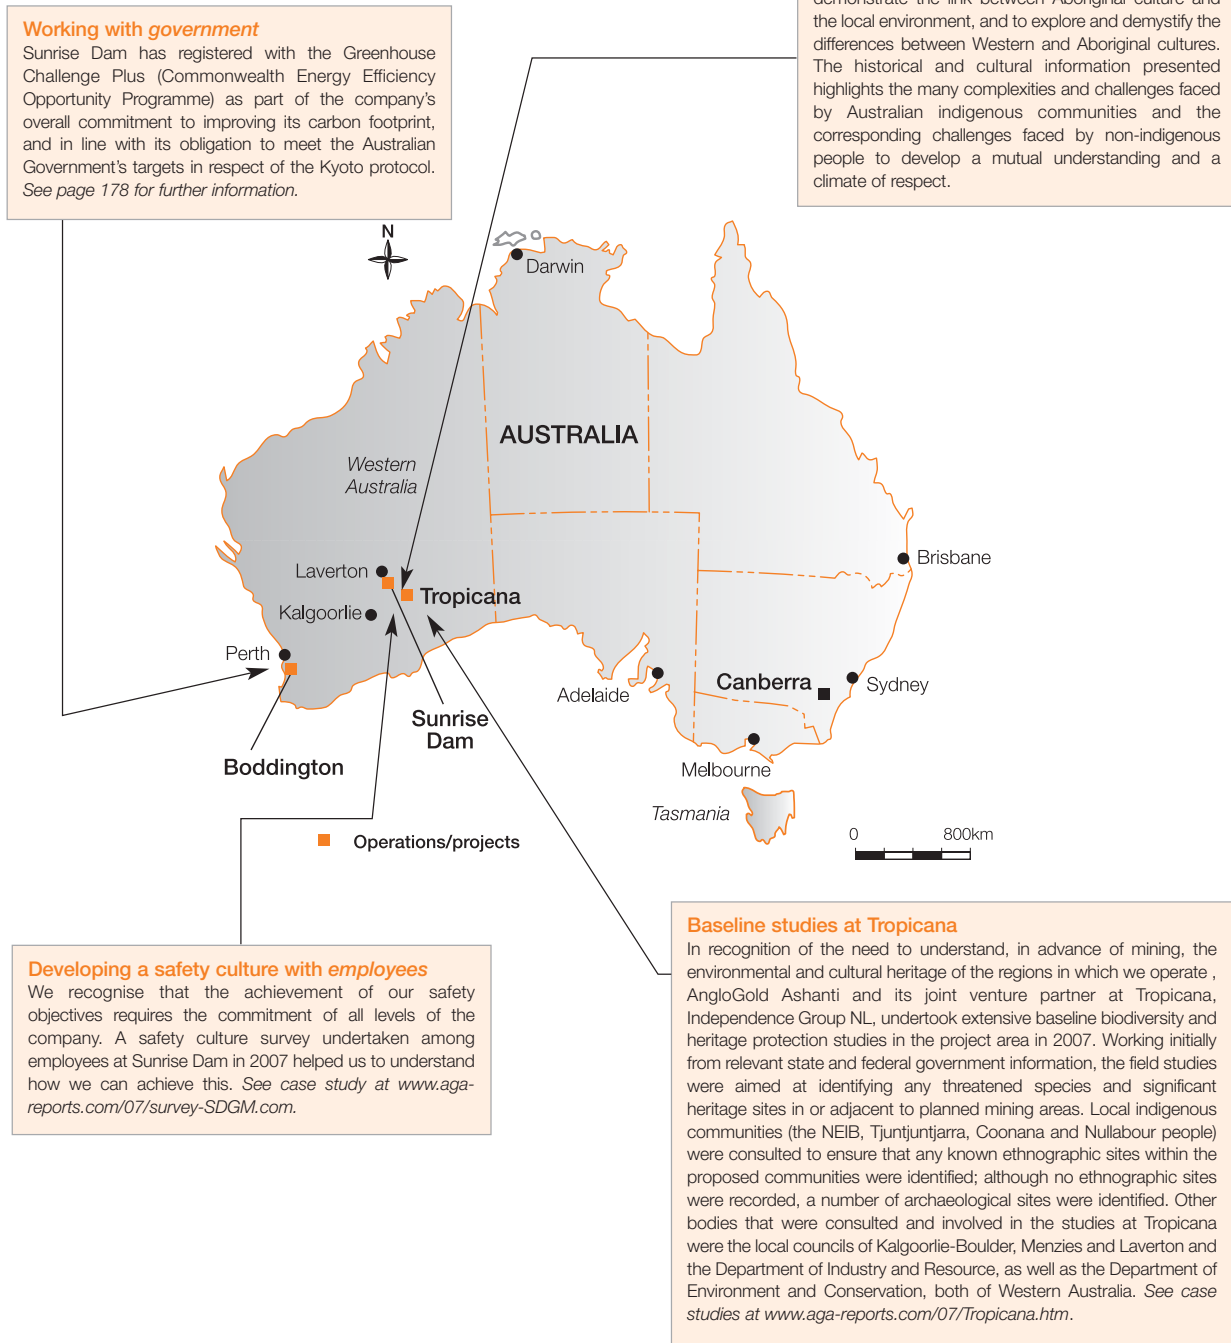 Working with government
Sunrise Dam has registered with the Greenhouse
Challenge Plus (Commonwealth Energy Efficiency
Opportunity Programme) as part of the company's
overall commitment to improving its carbon footprint,
and in line with its obligation to meet the Australian
Government's targets in respect of the Kyoto protocol.
See page 178 for further information.
demonstrate the link between Aboriginal culture and
the local environment, and to explore and demystify the
differences between Western and Aboriginal cultures.
The historical and cultural information presented
highlights the many complexities and challenges faced
by Australian indigenous communities and the
corresponding challenges faced by non-indigenous
people to develop a mutual understanding and a
climate of respect.
N
Darwin
AUSTRALIA
Western
Australia
Laverton
Tropicana
Kalgoorlie
Perth
Brisbane
Adelaide
Canberra
Sydney
Sunrise
Dam
Boddington
Melbourne
Tasmania
0 800km
Operations/projects
Developing a safety culture with employees
We recognise that the achievement of our safety
objectives requires the commitment of all levels of the
company. A safety culture survey undertaken among
employees at Sunrise Dam in 2007 helped us to understand
how we can achieve this. See case study at www.aga-
reports.com/07/survey-SDGM.com.
Baseline studies at Tropicana
In recognition of the need to understand, in advance of mining, the
environmental and cultural heritage of the regions in which we operate ,
AngloGold Ashanti and its joint venture partner at Tropicana,
Independence Group NL, undertook extensive baseline biodiversity and
heritage protection studies in the project area in 2007. Working initially
from relevant state and federal government information, the field studies
were aimed at identifying any threatened species and significant
heritage sites in or adjacent to planned mining areas. Local indigenous
communities (the NEIB, Tjuntjuntjarra, Coonana and Nullabour people)
were consulted to ensure that any known ethnographic sites within the
proposed communities were identified; although no ethnographic sites
were recorded, a number of archaeological sites were identified. Other
bodies that were consulted and involved in the studies at Tropicana
were the local councils of Kalgoorlie-Boulder, Menzies and Laverton and
the Department of Industry and Resource, as well as the Department of
Environment and Conservation, both of Western Australia. See case
studies at www.aga-reports.com/07/Tropicana.htm.